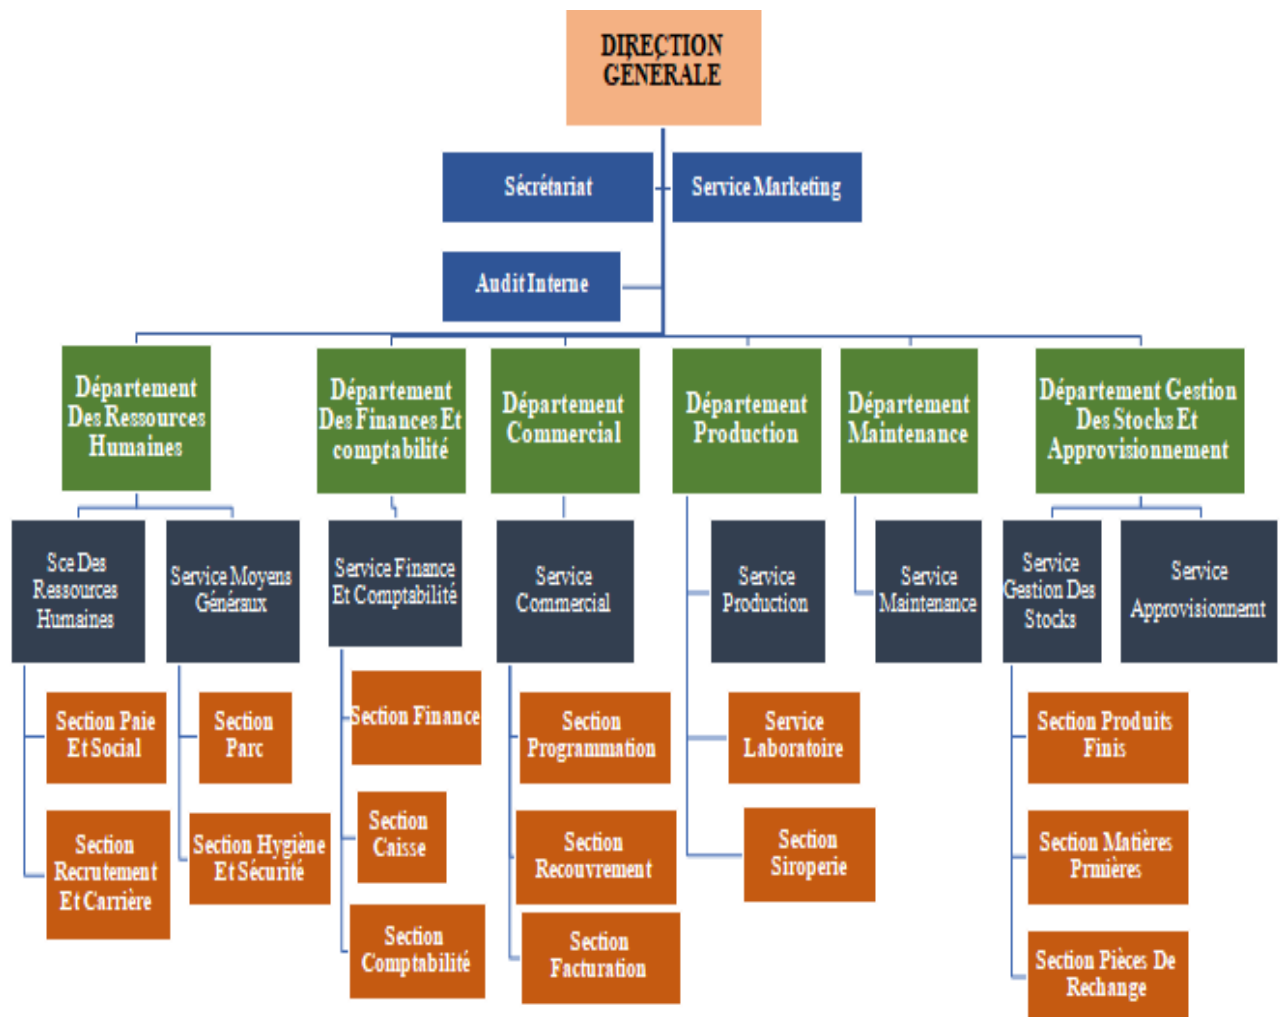 DIRECTION
GÉNÉRALE
Sécrétariat
Service Marketing
Audit Interne
Département
Des Ressources
Humaines
Département
Des Finances Et
comptabilité
Département
Commercial
Département
Production
Département
Maintenance
Département Gestion
Des Stocks Et
Approvisionnement
Sce Des
Ressources
Humaines
Service Moyens
Généraux
Service Finance
Et Comptabilité
Service
Commercial
Service
Production
Service
Maintenance
Service
Gestion Des
Stocks
Service
Approvisionnemt
Section Paie
Et Social
Section
Parc
Section Finance
Section
Programmation
Service
Laboratoire
Section Produits
Finis
Section
Recrutement
Et Carrière
Section Hygiène
Et Sécurité
Section
Caisse
Section
Recouvrement
Section
Siroperie
Section Matières
Prmières
Section
Comptabilité
Section
Facturation
Section Pièces De
Rechange